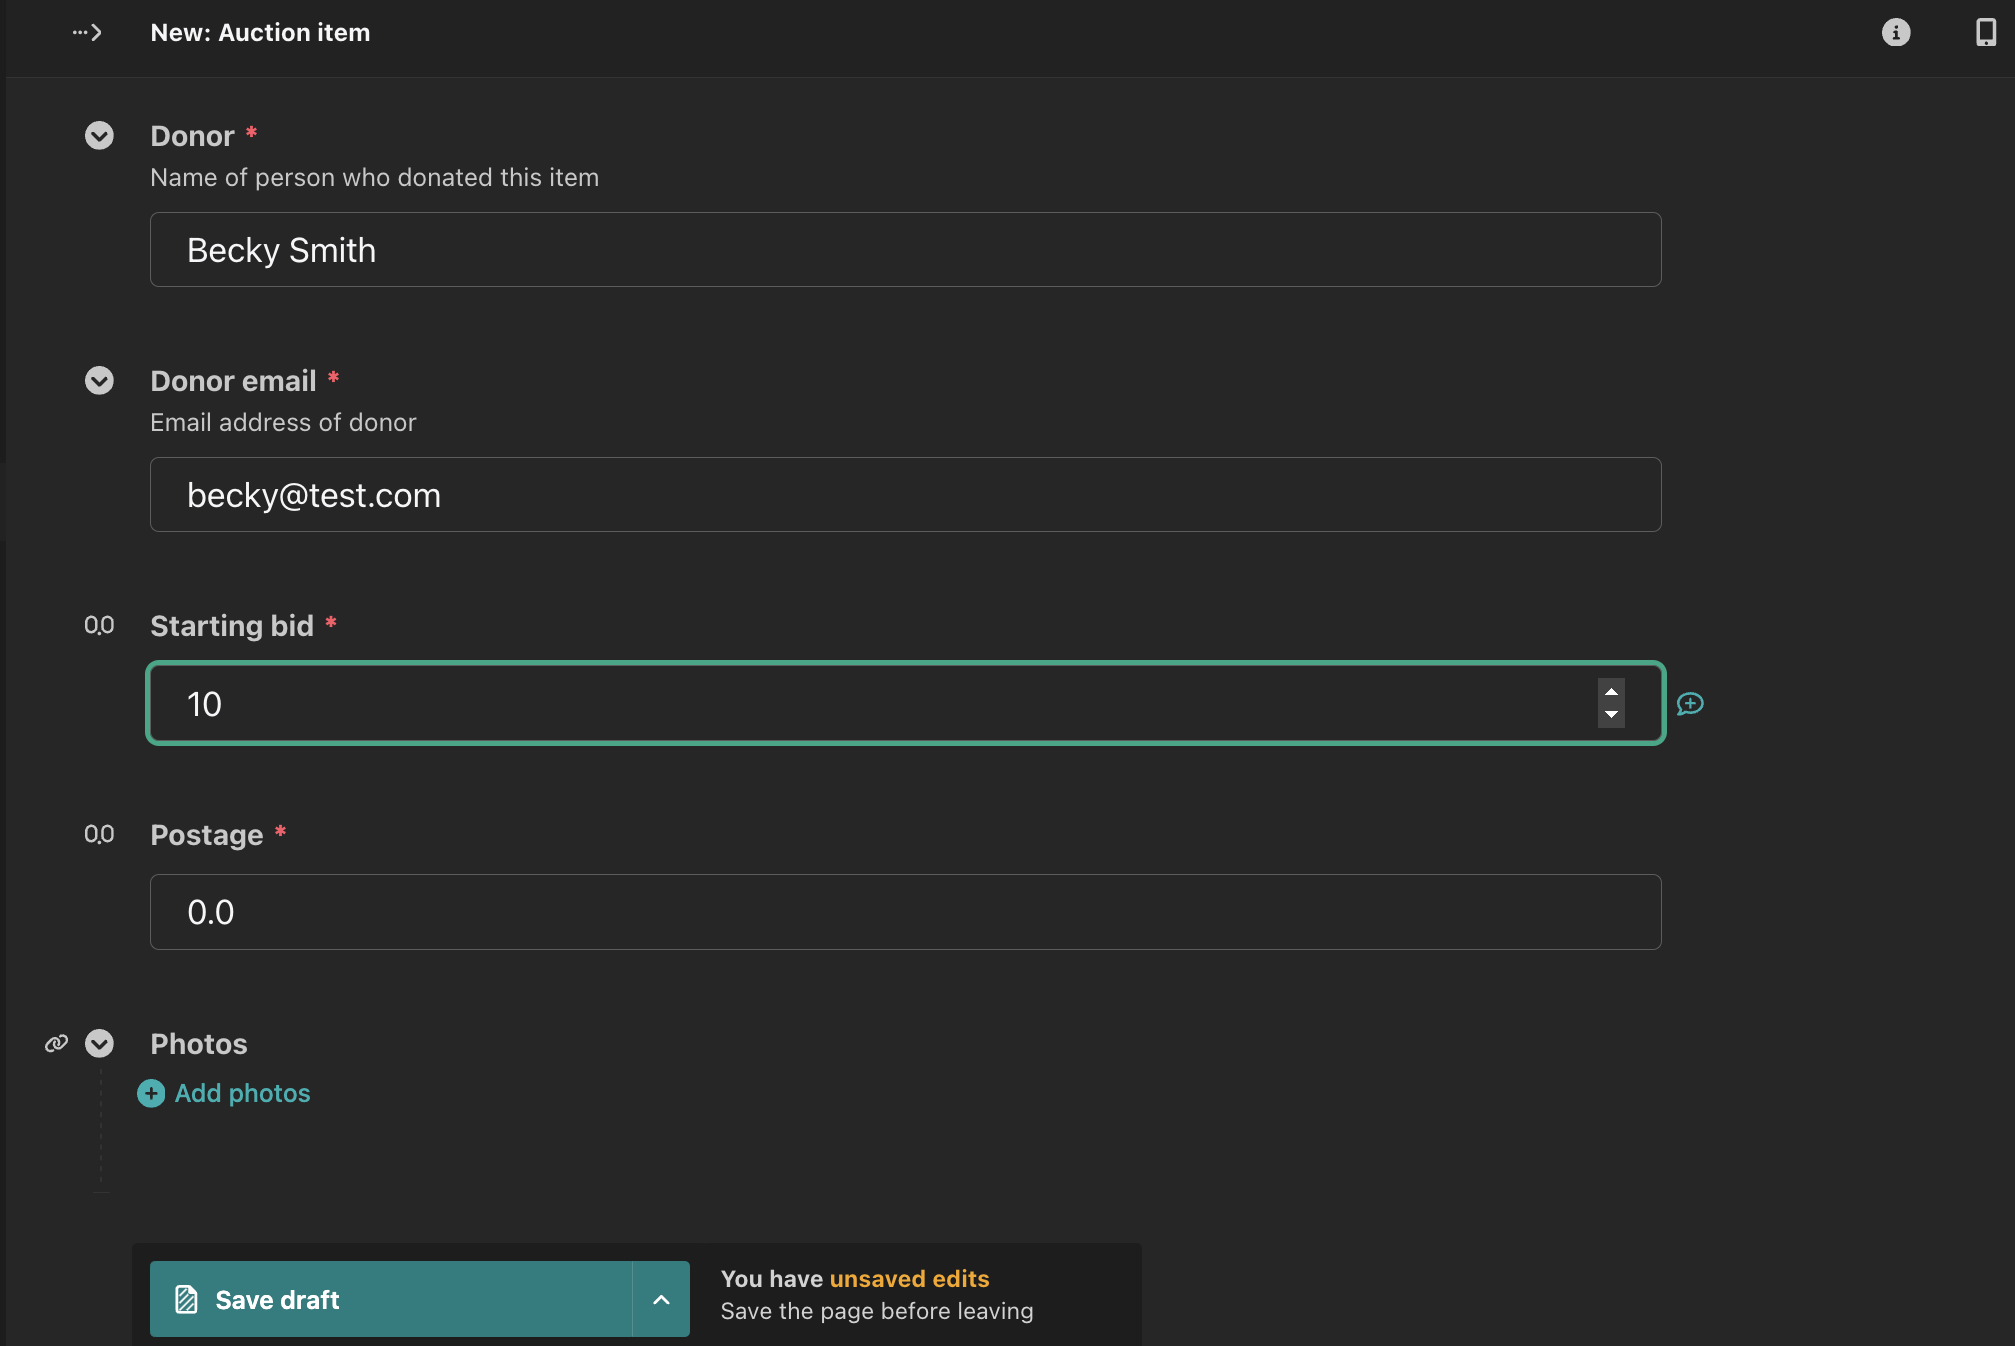 New: Auction item
Donor *
Name of person who donated this item
Becky Smith
Donor email *
Email address of donor
becky@test.com
0.0 Starting bid *
10
0.0 Postage *
0.0
Photos
Add photos
Save draft
You have unsaved edits
Save the page before leaving